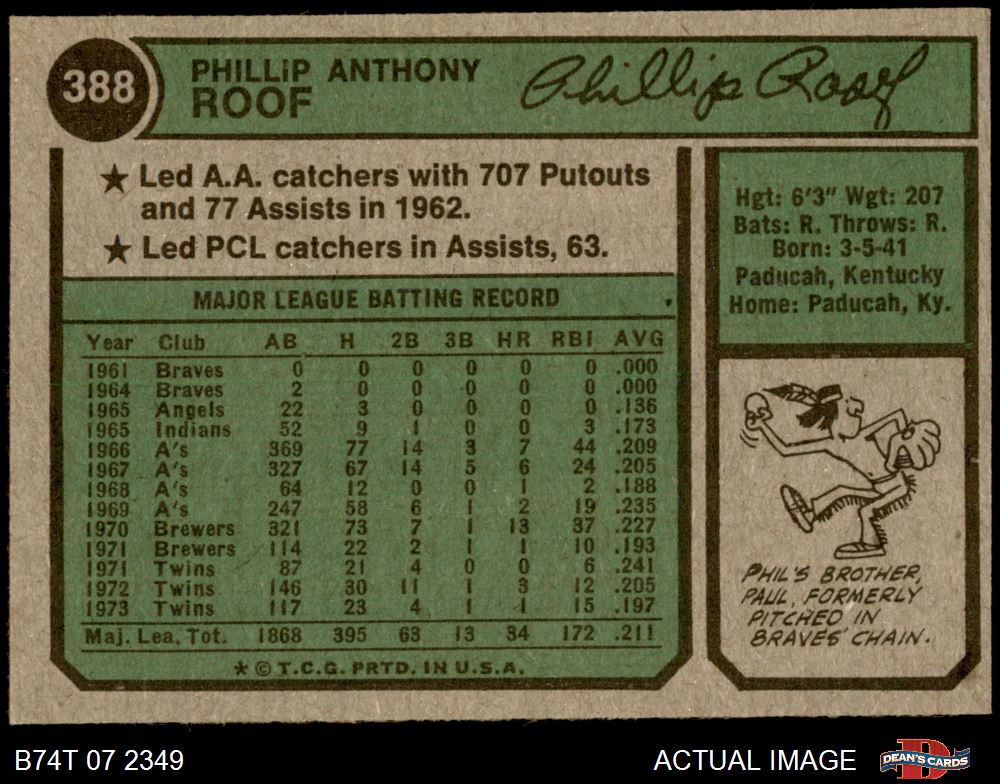 388
PHILLIP ANTHONY
ROOF
Phillip Roof
★ Led A.A. catchers with 707 Putouts
and 77 Assists in 1962.
★ Led PCL catchers in Assists, 63.
Hgt: 6'3" Wgt: 207
Bats: R. Throws: R.
Born: 3-5-41
Paducah, Kentucky
Home: Paducah, Ky.
MAJOR LEAGUE BATTING RECORD
Year Club AB H 2B 3B HR RBI AVG
1961 Braves 0 0 0 0 0 0 .000
1964 Braves 2 0 0 0 0 0 .000
1965 Angels 22 3 0 0 0 0 .136
1965 Indians 52 9 1 0 0 3 .173
1966 A's 369 77 14 3 7 44 .209
1967 A's 327 67 14 5 6 24 .205
1968 A's 64 12 0 0 1 2 .188
1969 A's 247 58 6 1 2 19 .235
1970 Brewers 321 73 7 1 13 37 .227
1971 Brewers 114 22 2 1 1 10 .193
1971 Twins 87 21 4 0 0 6 .241
1972 Twins 146 30 11 1 3 12 .205
1973 Twins 117 23 4 1 1 15 .197
Maj. Lea. Tot. 1868 395 63 13 34 172 .211
★ © T.C.G. PRTD. IN U.S.A.
PHIL'S BROTHER,
PAUL, FORMERLY
PITCHED IN
BRAVES' CHAIN.
B74T 07 2349
ACTUAL IMAGE
D
DEAN'S CARDS